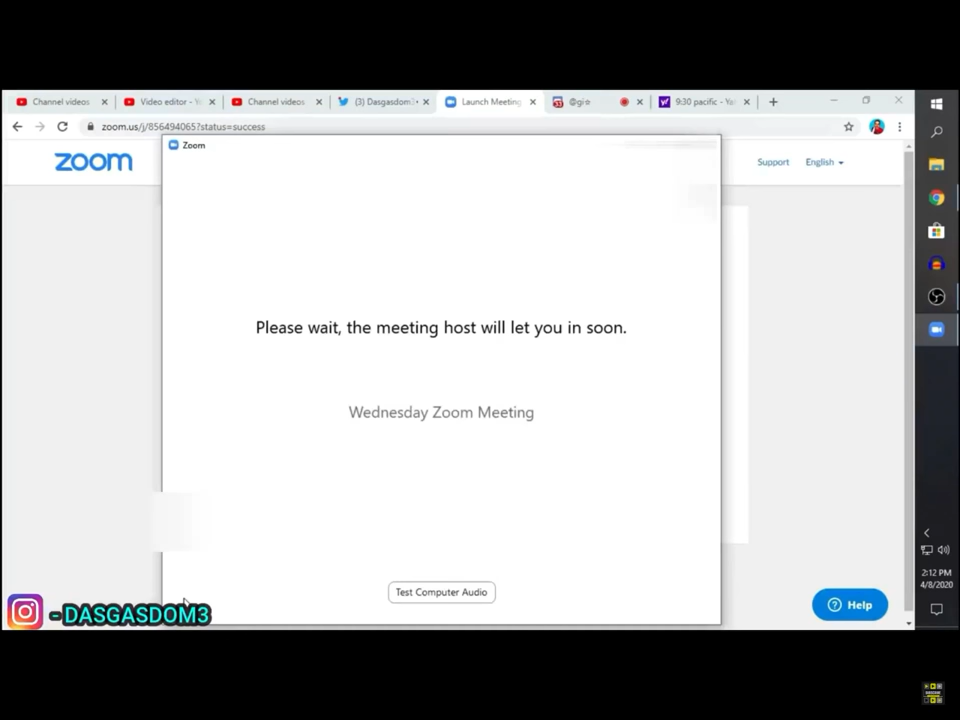 Channel videos
Video editor - Yo
Channel videos
(3) Dasgasdom3
Launch Meeting
@gi
9:30 pacific - Ya
zoom.us/j/856494065?status=success
zoom
Zoom
Support
English
Please wait, the meeting host will let you in soon.
Wednesday Zoom Meeting
Test Computer Audio
Help
2:12 PM
4/8/2020
- DASGASDOM3